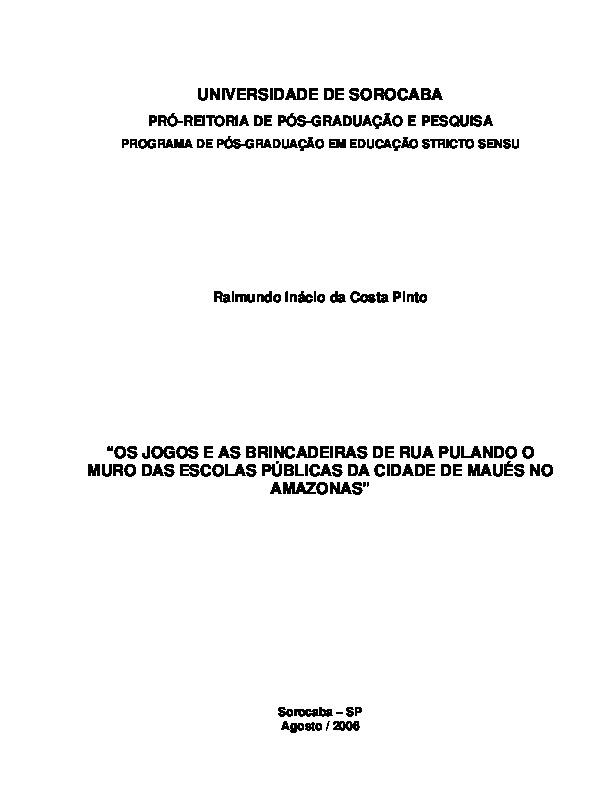 UNIVERSIDADE DE SOROCABA
PRÓ-REITORIA DE PÓS-GRADUAÇÃO E PESQUISA
PROGRAMA DE PÓS-GRADUAÇÃO EM EDUCAÇÃO STRICTO SENSU
Raimundo Inácio da Costa Pinto
“OS JOGOS E AS BRINCADEIRAS DE RUA PULANDO O
MURO DAS ESCOLAS PÚBLICAS DA CIDADE DE MAUÉS NO
AMAZONAS”
Sorocaba – SP
Agosto / 2006